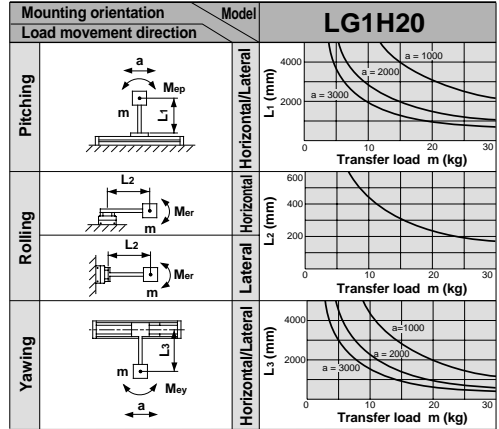 Mounting orientation
Model
Load movement direction
LG1H20
Pitching
a
Mep
m
L1
Horizontal/Lateral
L1 (mm)
4000
2000
a = 1000
a = 2000
a = 3000
0 10 20 30
Transfer load m (kg)
Rolling
L2
Mer
m
Horizontal
L2
Mer
m
Lateral
L2 (mm)
600
400
200
0 10 20 30
Transfer load m (kg)
Yawing
L3
m
Mey
a
Horizontal/Lateral
L3 (mm)
4000
2000
a=1000
a = 2000
a = 3000
0 10 20 30
Transfer load m (kg)